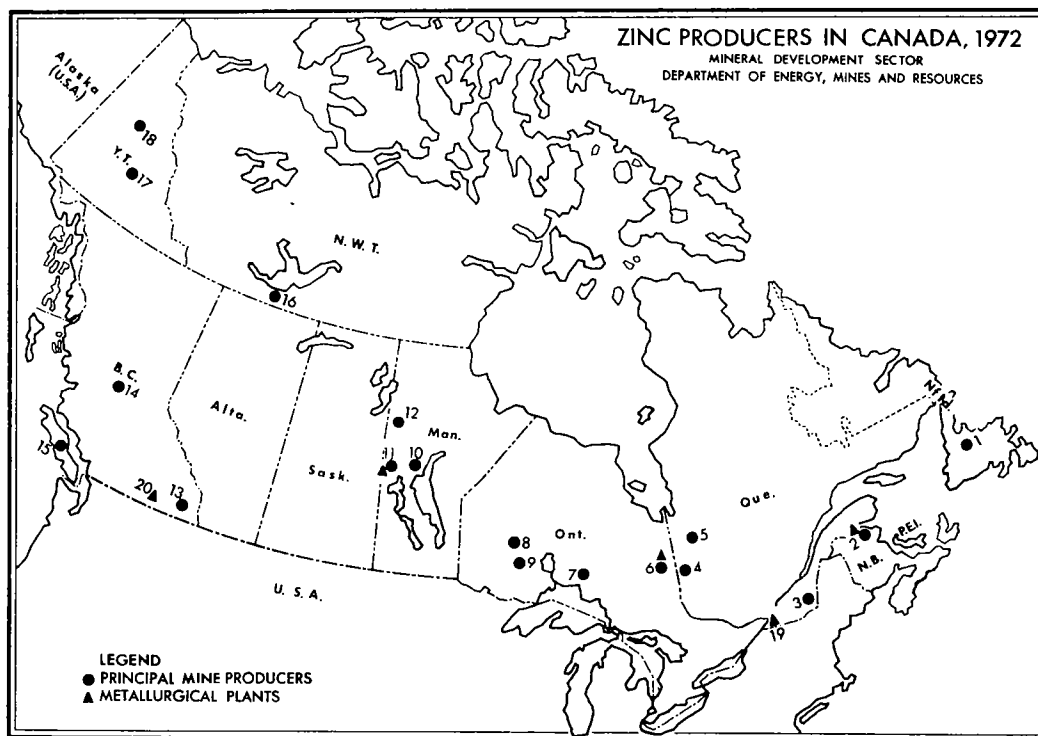 ZINC PRODUCERS IN CANADA, 1972
MINERAL DEVELOPMENT SECTOR
DEPARTMENT OF ENERGY, MINES AND RESOURCES
Alaska
(U.S.A.)
18
Y.T.
17
N.W.T.
16
B.C.
14
Alta.
12
Man.
15
11
10
Sask.
20
13
Nfld.
1
Que.
8
Ont.
5
9
7
6
4
2
P.E.I.
N.B.
3
19
U.S.A.
LEGEND
PRINCIPAL MINE PRODUCERS
METALLURGICAL PLANTS